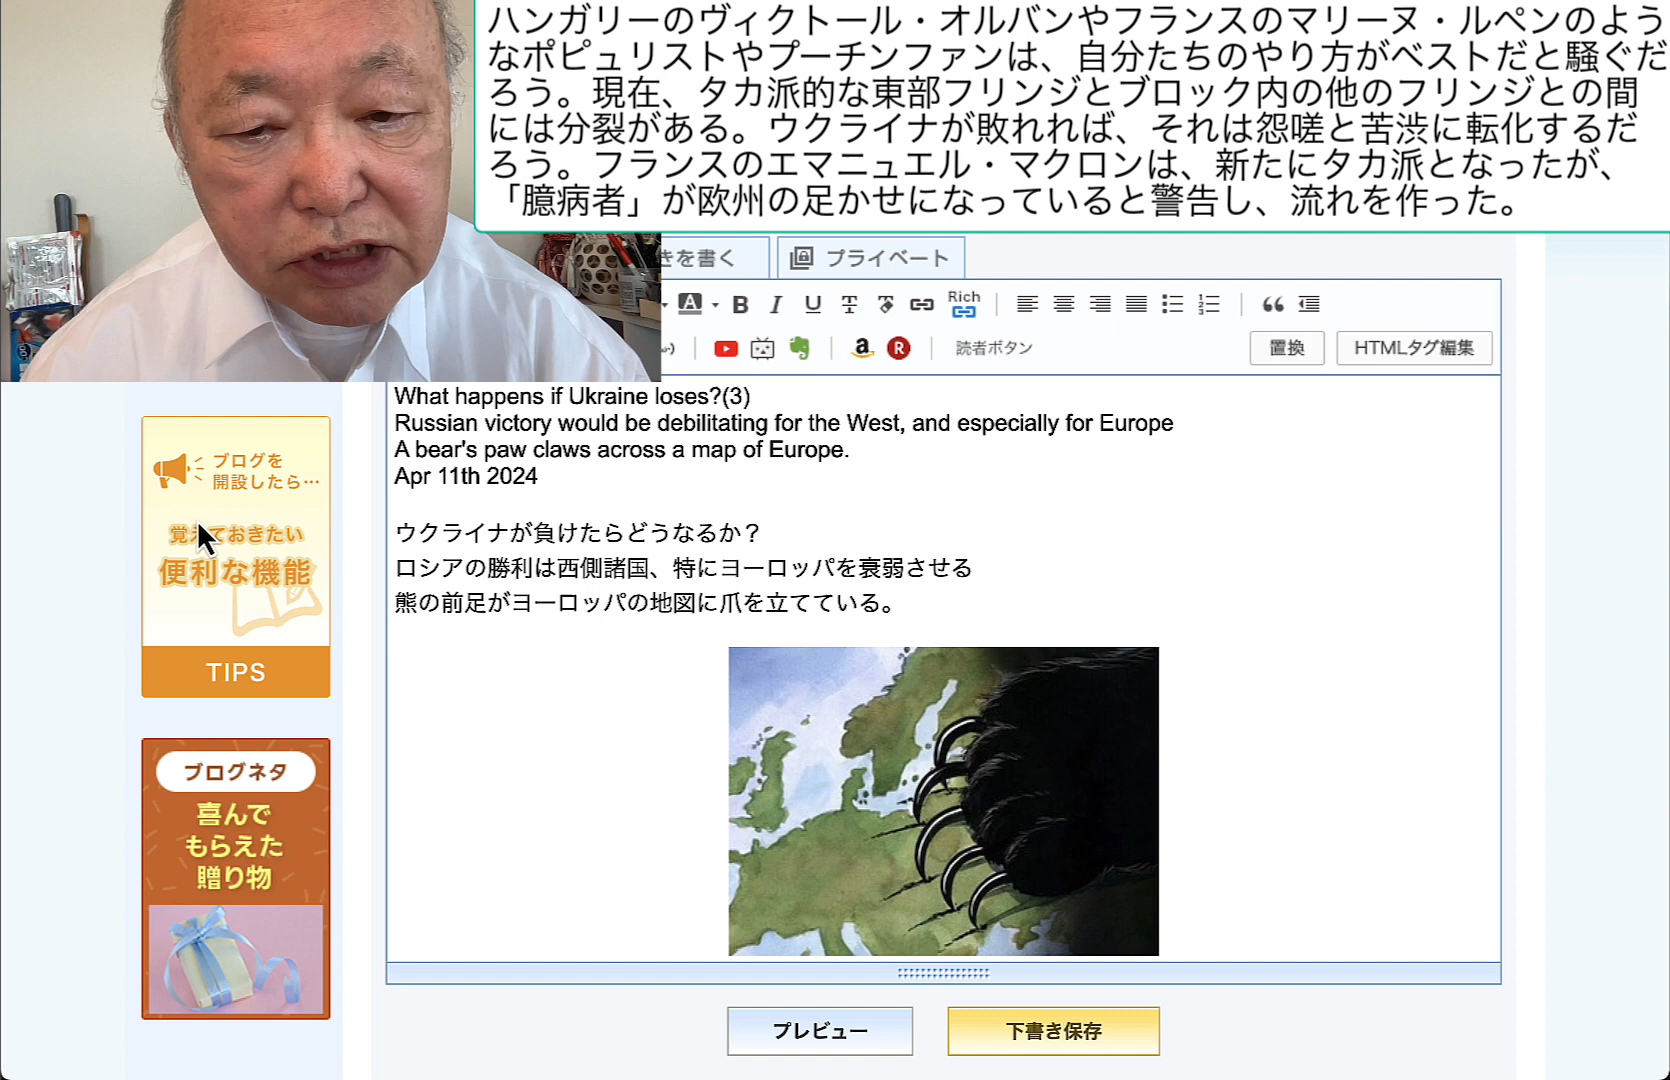 ハンガリーのヴィクトール・オルバンやフランスのマリーヌ・ルペンのよう
なポピュリストやプーチンファンは、自分たちのやり方がベストだと騒ぐだ
ろう。現在、タカ派的な東部フリンジとブロック内の他のフリンジとの間
には分裂がある。ウクライナが敗れれば、それは怨嗟と苦渋に転化するだ
ろう。フランスのエマニュエル・マクロンは、新たにタカ派となったが、
「臆病者」が欧州の足かせになっていると警告し、流れを作った。
きを書く
プライベート
A B I U T Rich
a R 読者ボタン 置換 HTMLタグ編集
What happens if Ukraine loses?(3)
Russian victory would be debilitating for the West, and especially for Europe
A bear's paw claws across a map of Europe.
Apr 11th 2024
ウクライナが負けたらどうなるか？
ロシアの勝利は西側諸国、特にヨーロッパを衰弱させる
熊の前足がヨーロッパの地図に爪を立てている。
ブログを
開設したら…
覚えておきたい
便利な機能
TIPS
ブログネタ
喜んで
もらえた
贈り物
プレビュー
下書き保存